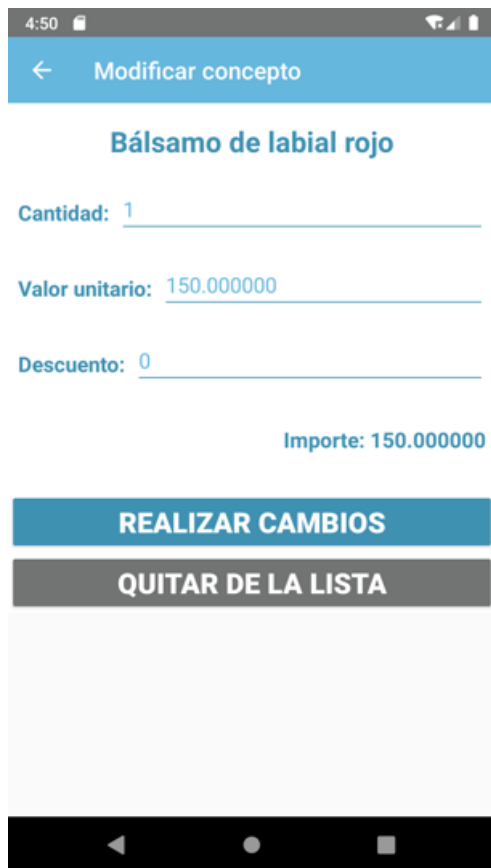 4:50
Modificar concepto
Bálsamo de labial rojo
Cantidad: 1
Valor unitario: 150.000000
Descuento: 0
Importe: 150.000000
REALIZAR CAMBIOS
QUITAR DE LA LISTA